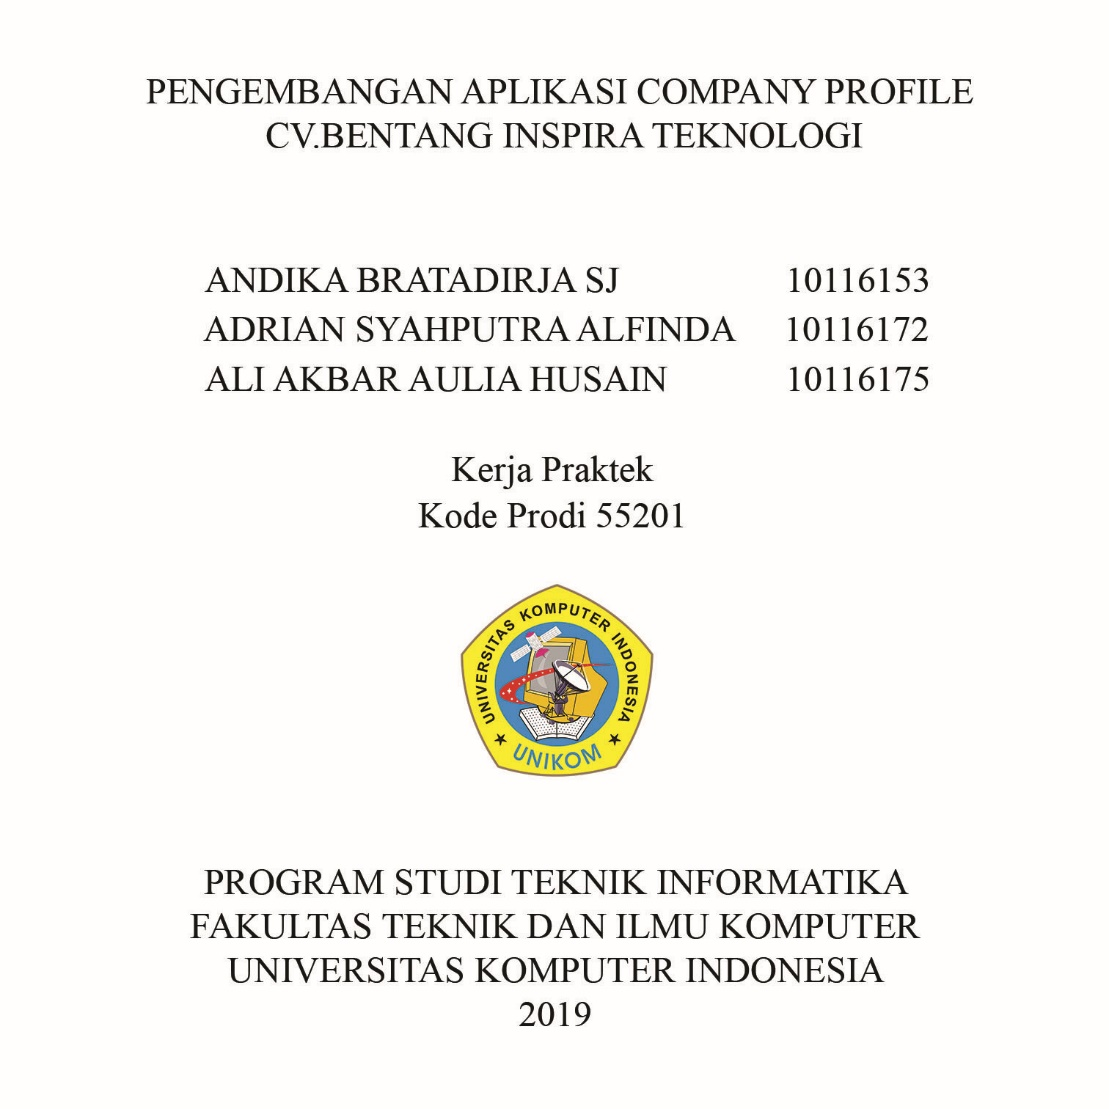 PENGEMBANGAN APLIKASI COMPANY PROFILE
CV.BENTANG INSPIRA TEKNOLOGI
ANDIKA BRATADIRJA SJ 10116153
ADRIAN SYAHPUTRA ALFINDA 10116172
ALI AKBAR AULIA HUSAIN 10116175
Kerja Praktek
Kode Prodi 55201
UNIVERSITAS KOMPUTER INDONESIA
UNIKOM
PROGRAM STUDI TEKNIK INFORMATIKA
FAKULTAS TEKNIK DAN ILMU KOMPUTER
UNIVERSITAS KOMPUTER INDONESIA
2019